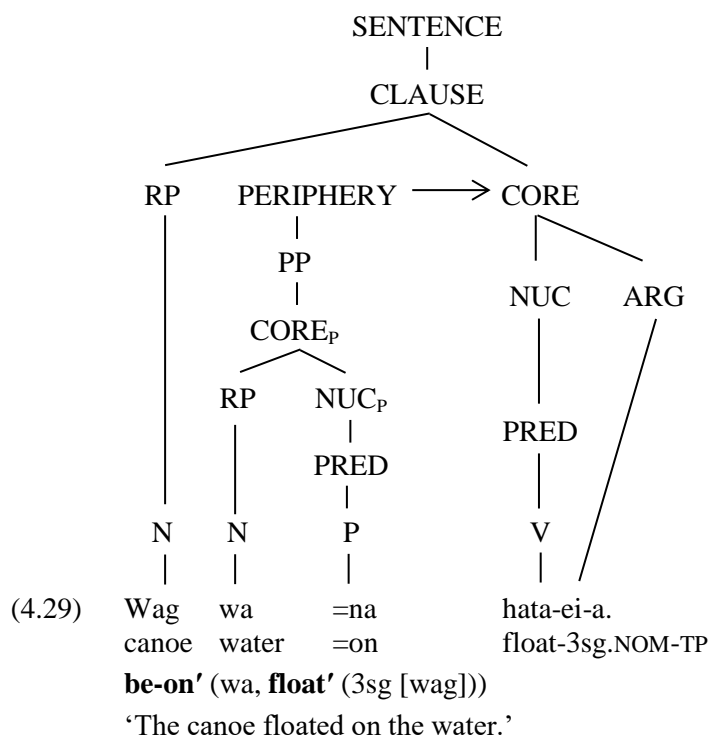 SENTENCE
CLAUSE
RP PERIPHERY CORE
PP
NUC ARG
COREP
RP NUCP
PRED
PRED
N N P V
(4.29) Wag wa =na hata-ei-a.
canoe water =on float-3sg.NOM-TP
be-on′ (wa, float′ (3sg [wag]))
‘The canoe floated on the water.’